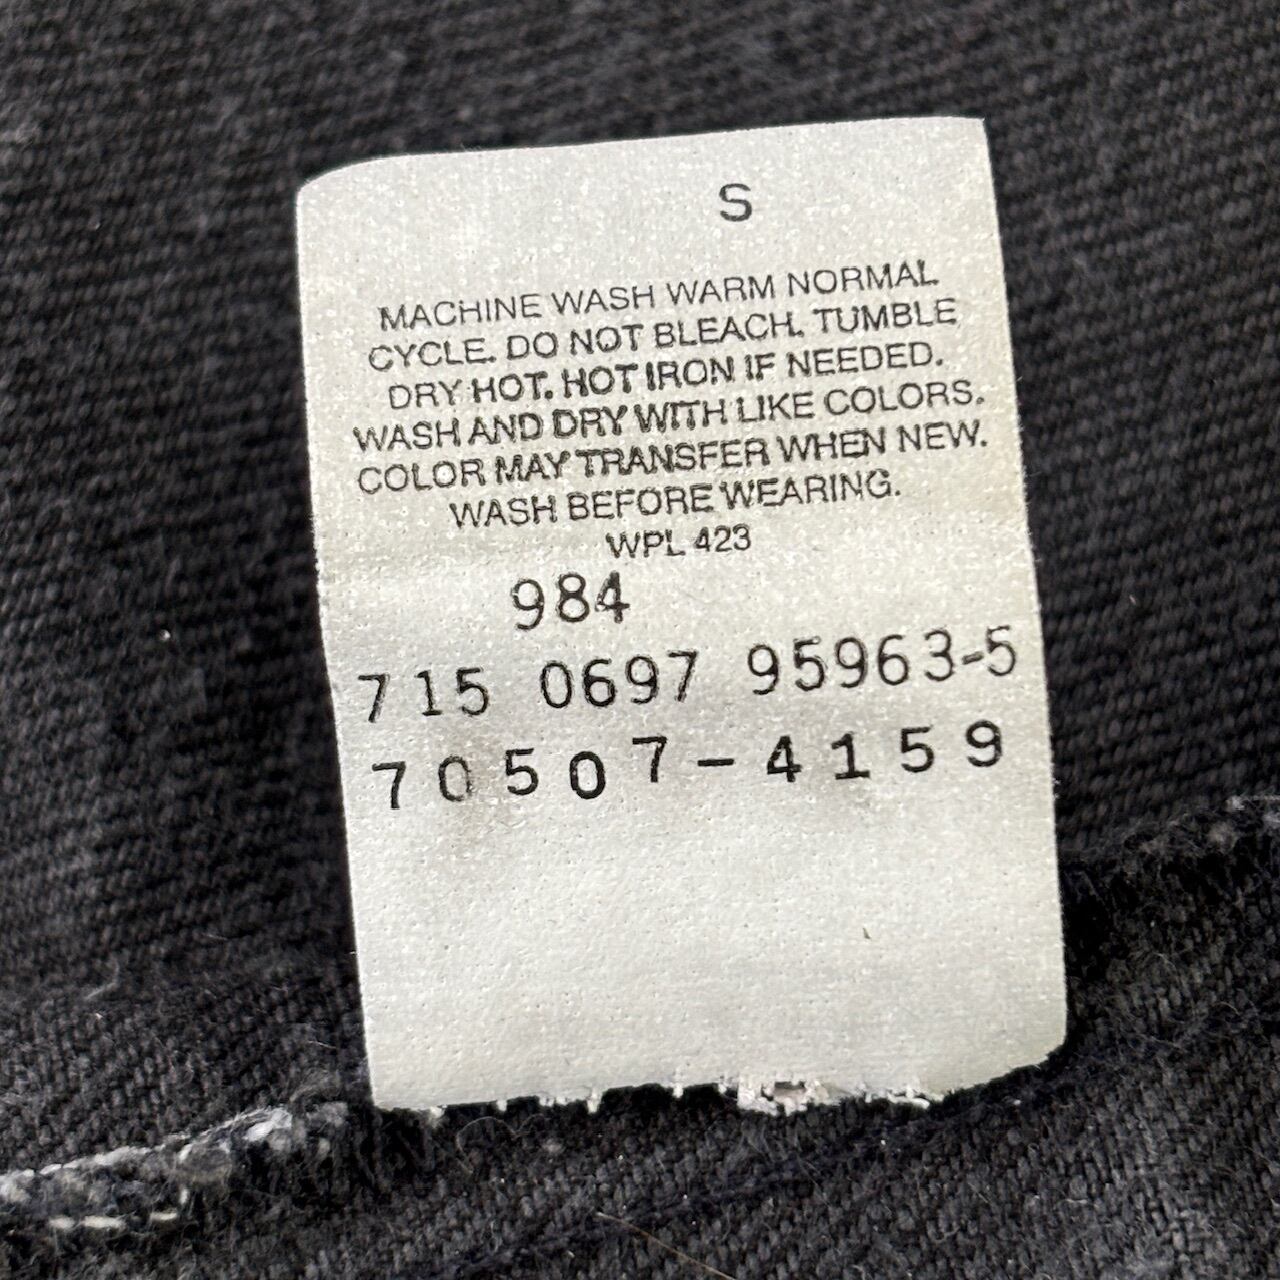 S
MACHINE WASH WARM NORMAL
CYCLE. DO NOT BLEACH. TUMBLE
DRY HOT. HOT IRON IF NEEDED.
WASH AND DRY WITH LIKE COLORS.
COLOR MAY TRANSFER WHEN NEW.
WASH BEFORE WEARING.
WPL 423
984
715 0697 95963-5
70507-4159